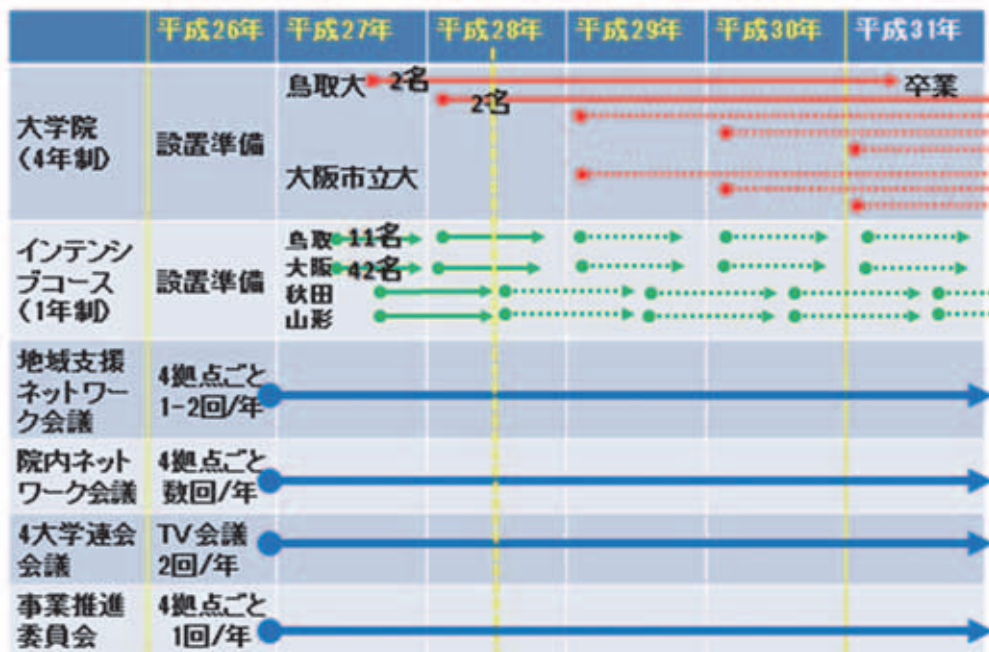 平成26年 平成27年 平成28年 平成29年 平成30年 平成31年
大学院
(4年制)
設置準備
鳥取大 2名 卒業
2名
大阪市立大
インテンシ
ブコース
(1年制)
設置準備
鳥取 11名
大阪 42名
秋田
山形
地域支援
ネットワー
ク会議
4拠点ごと
1-2回/年
院内ネット
ワーク会議
4拠点ごと
数回/年
4大学連会
会議
TV会議
2回/年
事業推進
委員会
4拠点ごと
1回/年